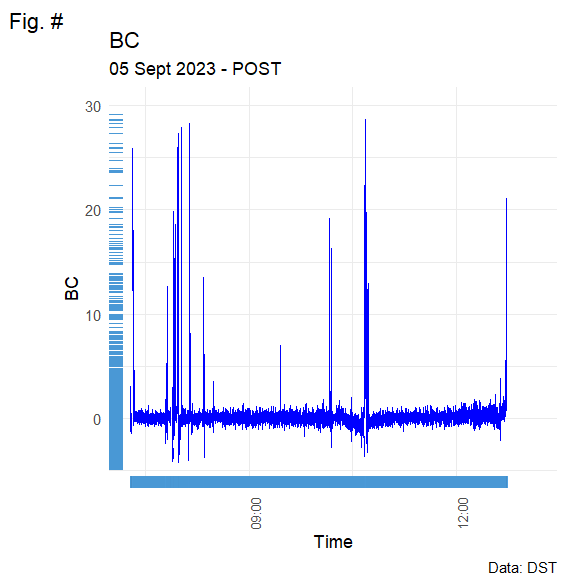 Fig. #
BC
05 Sept 2023 - POST
30
20
10
0
BC
09:00
12:00
Time
Data: DST